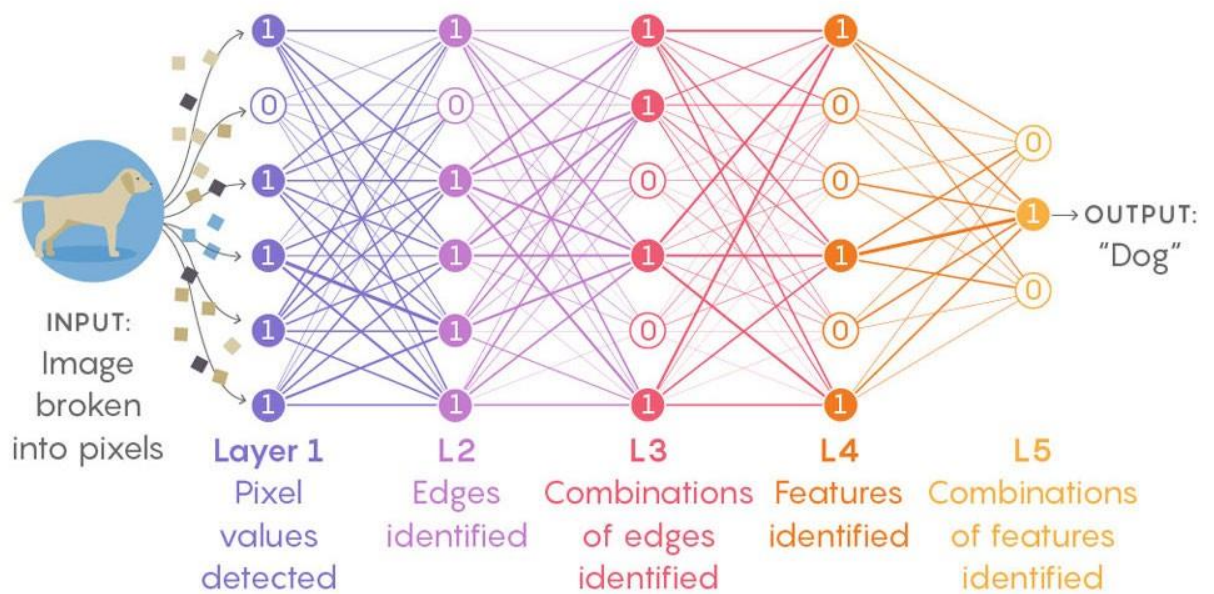 1 1 1 1
0 0 1 0
0
1 1 0 0
1 → OUTPUT:
1 1 1 1
"Dog"
0
INPUT:
1 1 0 0
Image
broken
into pixels
1 1 1 1
Layer 1
Pixel
values
detected
L2
Edges
identified
L3
Combinations
of edges
identified
L4
Features
identified
L5
Combinations
of features
identified